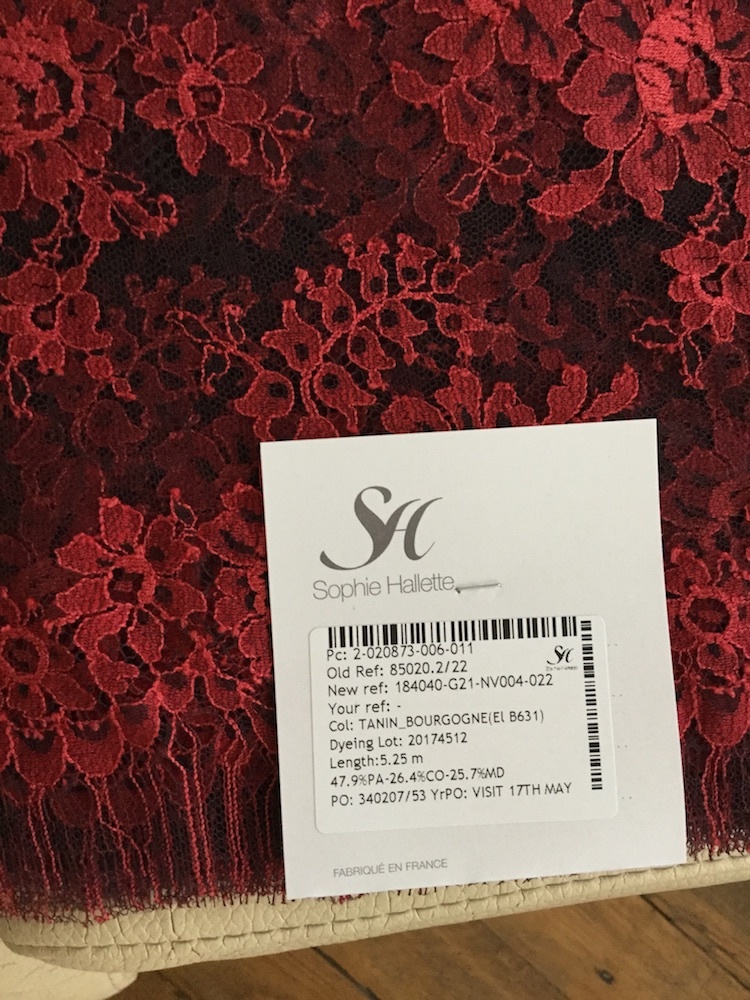 SH
Sophie Hallette
Pc: 2-020873-006-011
Old Ref: 85020.2/22
New ref: 184040-G21-NV004-022
Your ref: -
Col: TANIN_BOURGOGNE(El B631)
Dyeing Lot: 20174512
Length:5.25 m
47.9%PA-26.4%CO-25.7%MD
PO: 340207/53 YrPO: VISIT 17TH MAY
SH
FABRIQUÉ EN FRANCE